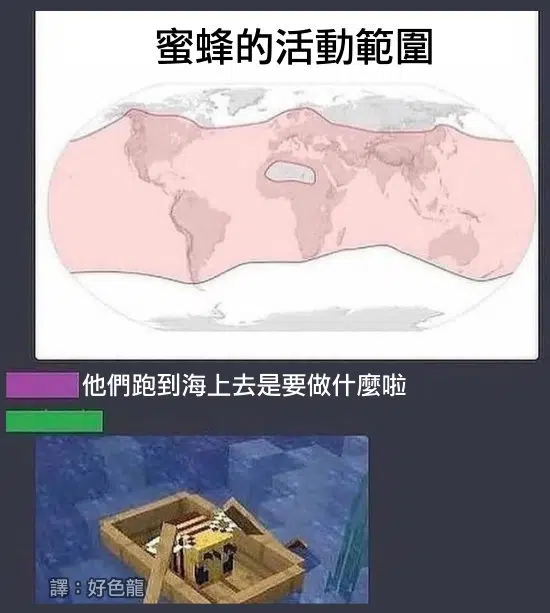 蜜蜂的活動範圍
他們跑到海上去是要做什麼啦
譯：好色龍